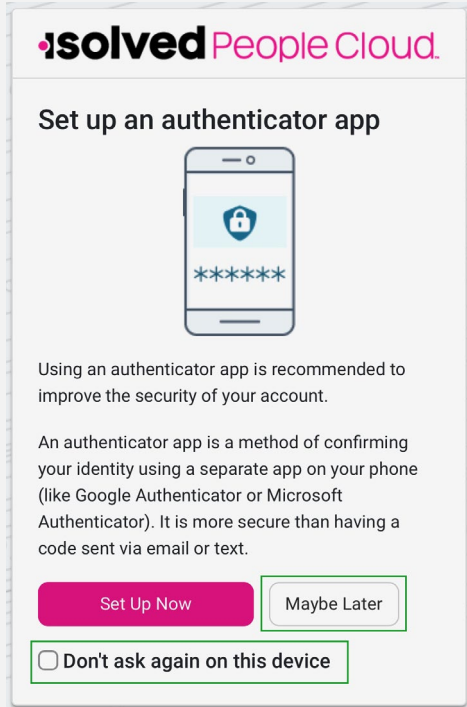 isolved People Cloud.
Set up an authenticator app
******
Using an authenticator app is recommended to
improve the security of your account.
An authenticator app is a method of confirming
your identity using a separate app on your phone
(like Google Authenticator or Microsoft
Authenticator). It is more secure than having a
code sent via email or text.
Set Up Now Maybe Later
Don't ask again on this device